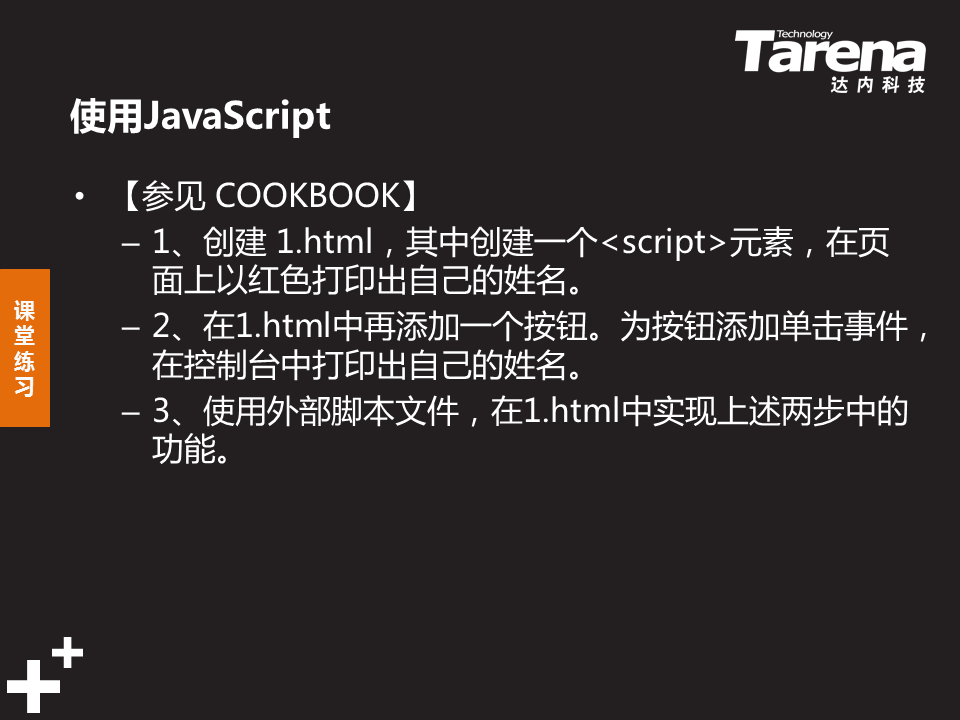 Technology
Tarena
达内科技
使用JavaScript
• 【参见 COOKBOOK】
– 1、创建 1.html，其中创建一个<script>元素，在页
面上以红色打印出自己的姓名。
– 2、在1.html中再添加一个按钮。为按钮添加单击事件，
在控制台中打印出自己的姓名。
– 3、使用外部脚本文件，在1.html中实现上述两步中的
功能。
课
堂
练
习